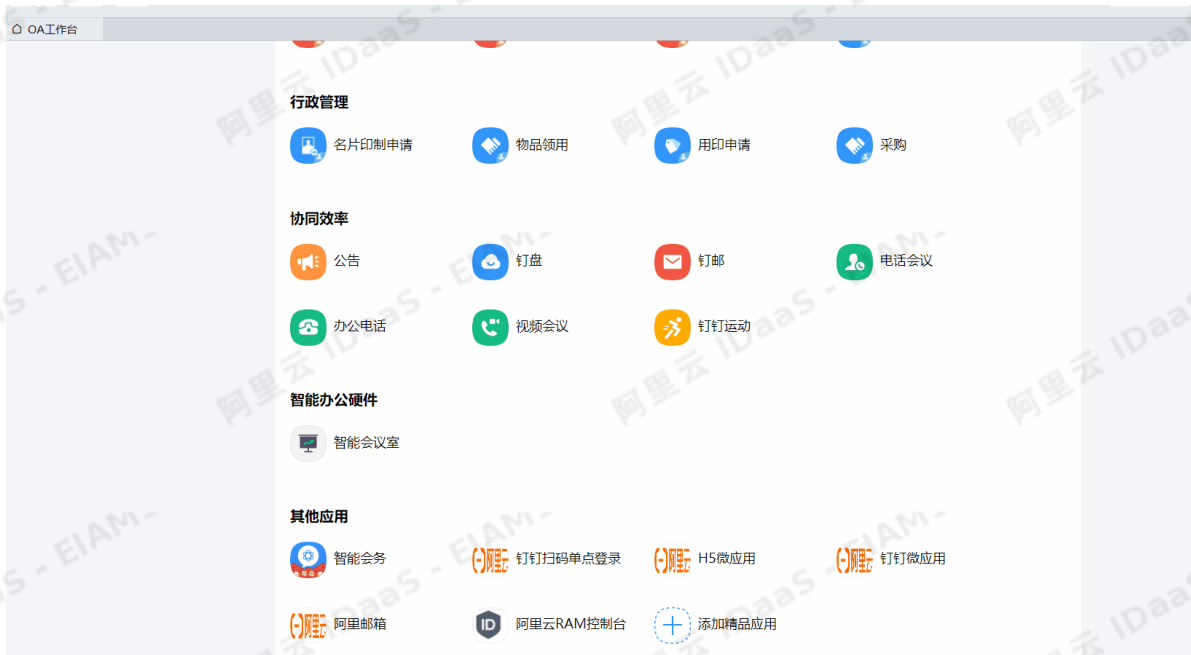 OA工作台
行政管理
名片印制申请
物品领用
用印申请
采购
协同效率
公告
钉盘
钉邮
电话会议
办公电话
视频会议
钉钉运动
智能办公硬件
智能会议室
其他应用
智能会务
钉钉扫码单点登录
H5微应用
钉钉微应用
阿里邮箱
阿里云RAM控制台
添加精品应用
阿里云 IDaaS - EIAM